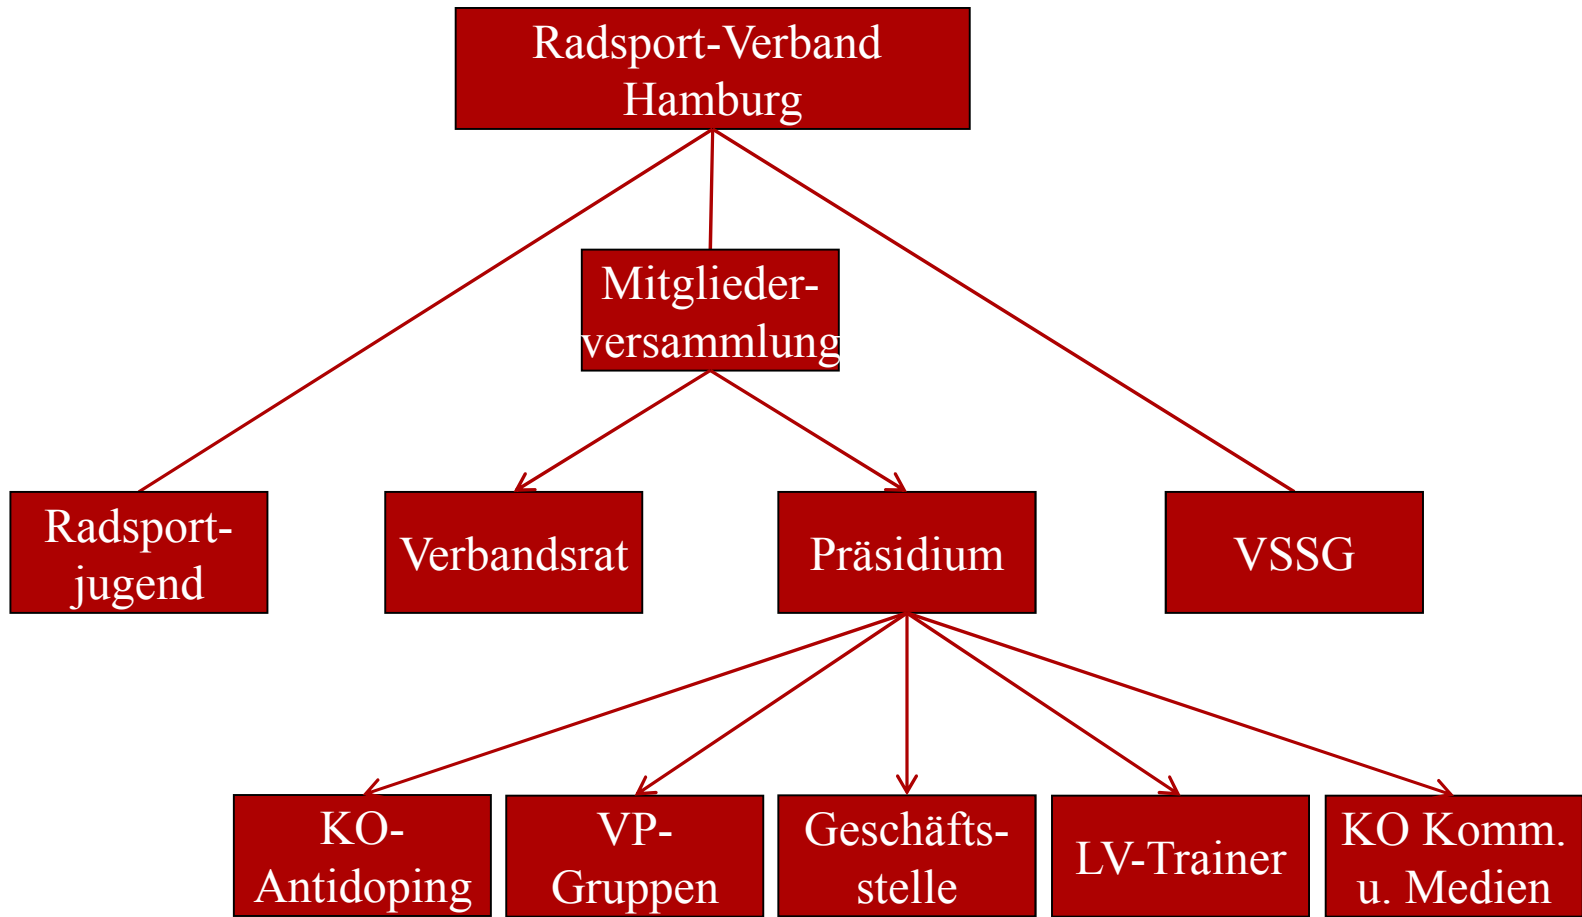 Radsport-Verband
Hamburg
Mitglieder-
versammlung
Radsport-
jugend
Verbandsrat
Präsidium
VSSG
KO-
Antidoping
VP-
Gruppen
Geschäfts-
stelle
LV-Trainer
KO Komm.
u. Medien